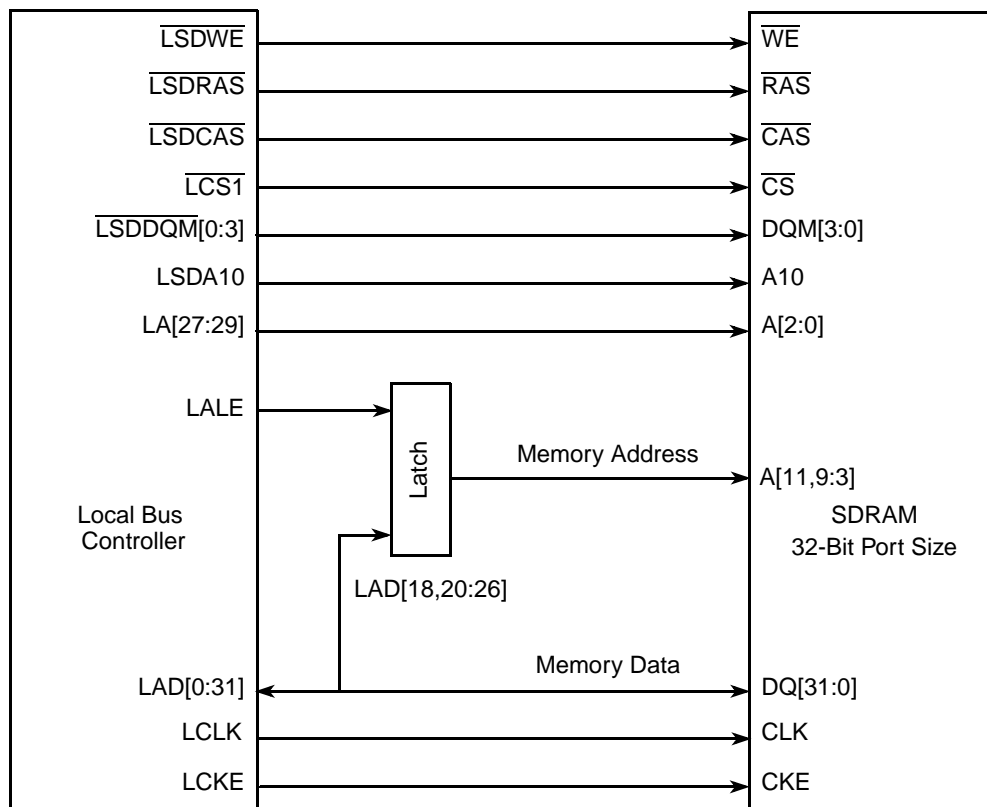 LSDWE WE
LSDRAS RAS
LSDCAS CAS
LCS1 CS
LSDDQM[0:3] DQM[3:0]
LSDA10 A10
LA[27:29] A[2:0]
LALE
Latch
Memory Address
A[11,9:3]
Local Bus
Controller
SDRAM
32-Bit Port Size
LAD[18,20:26]
Memory Data
LAD[0:31] DQ[31:0]
LCLK CLK
LCKE CKE